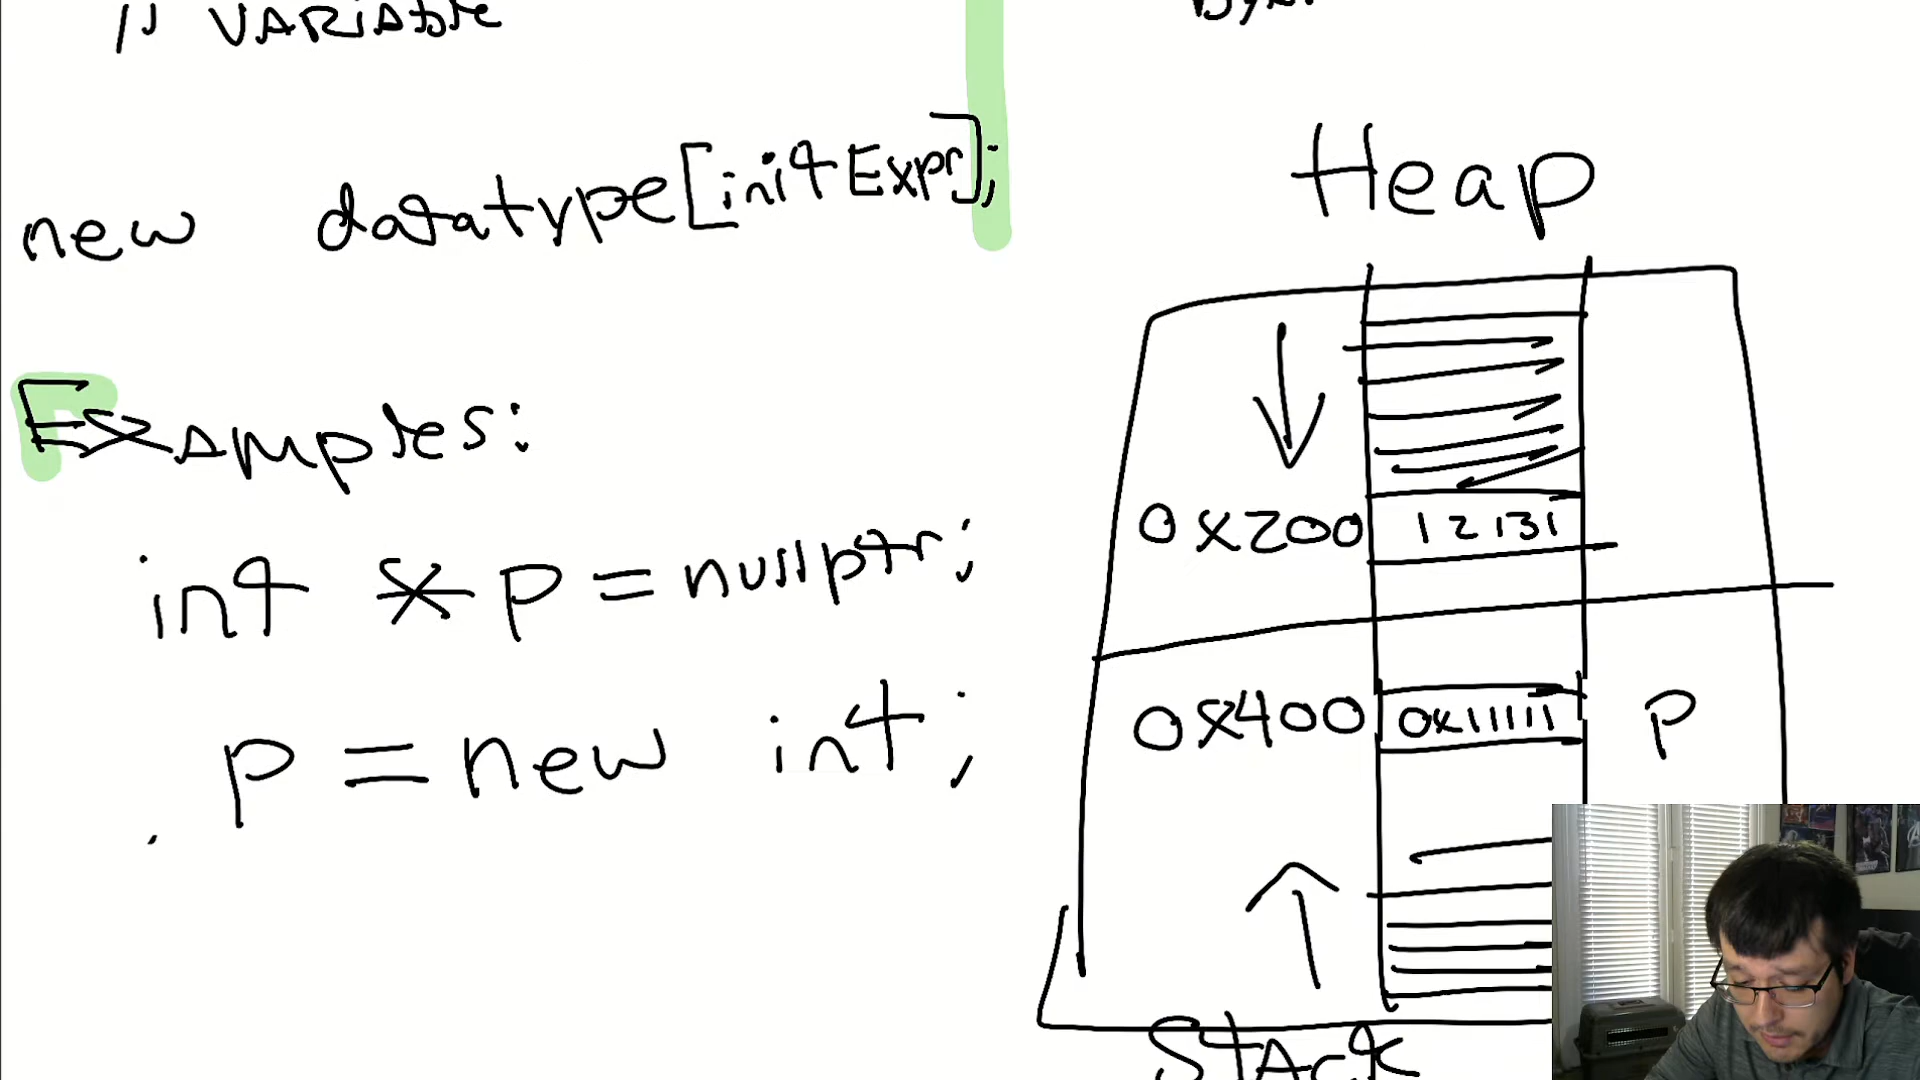 // VARiAble
new datatype[initExpr];
Examples:
int * p = nullptr;
p = new int;
Heap
0x200 12131
0x400 0x11111 P
STACK